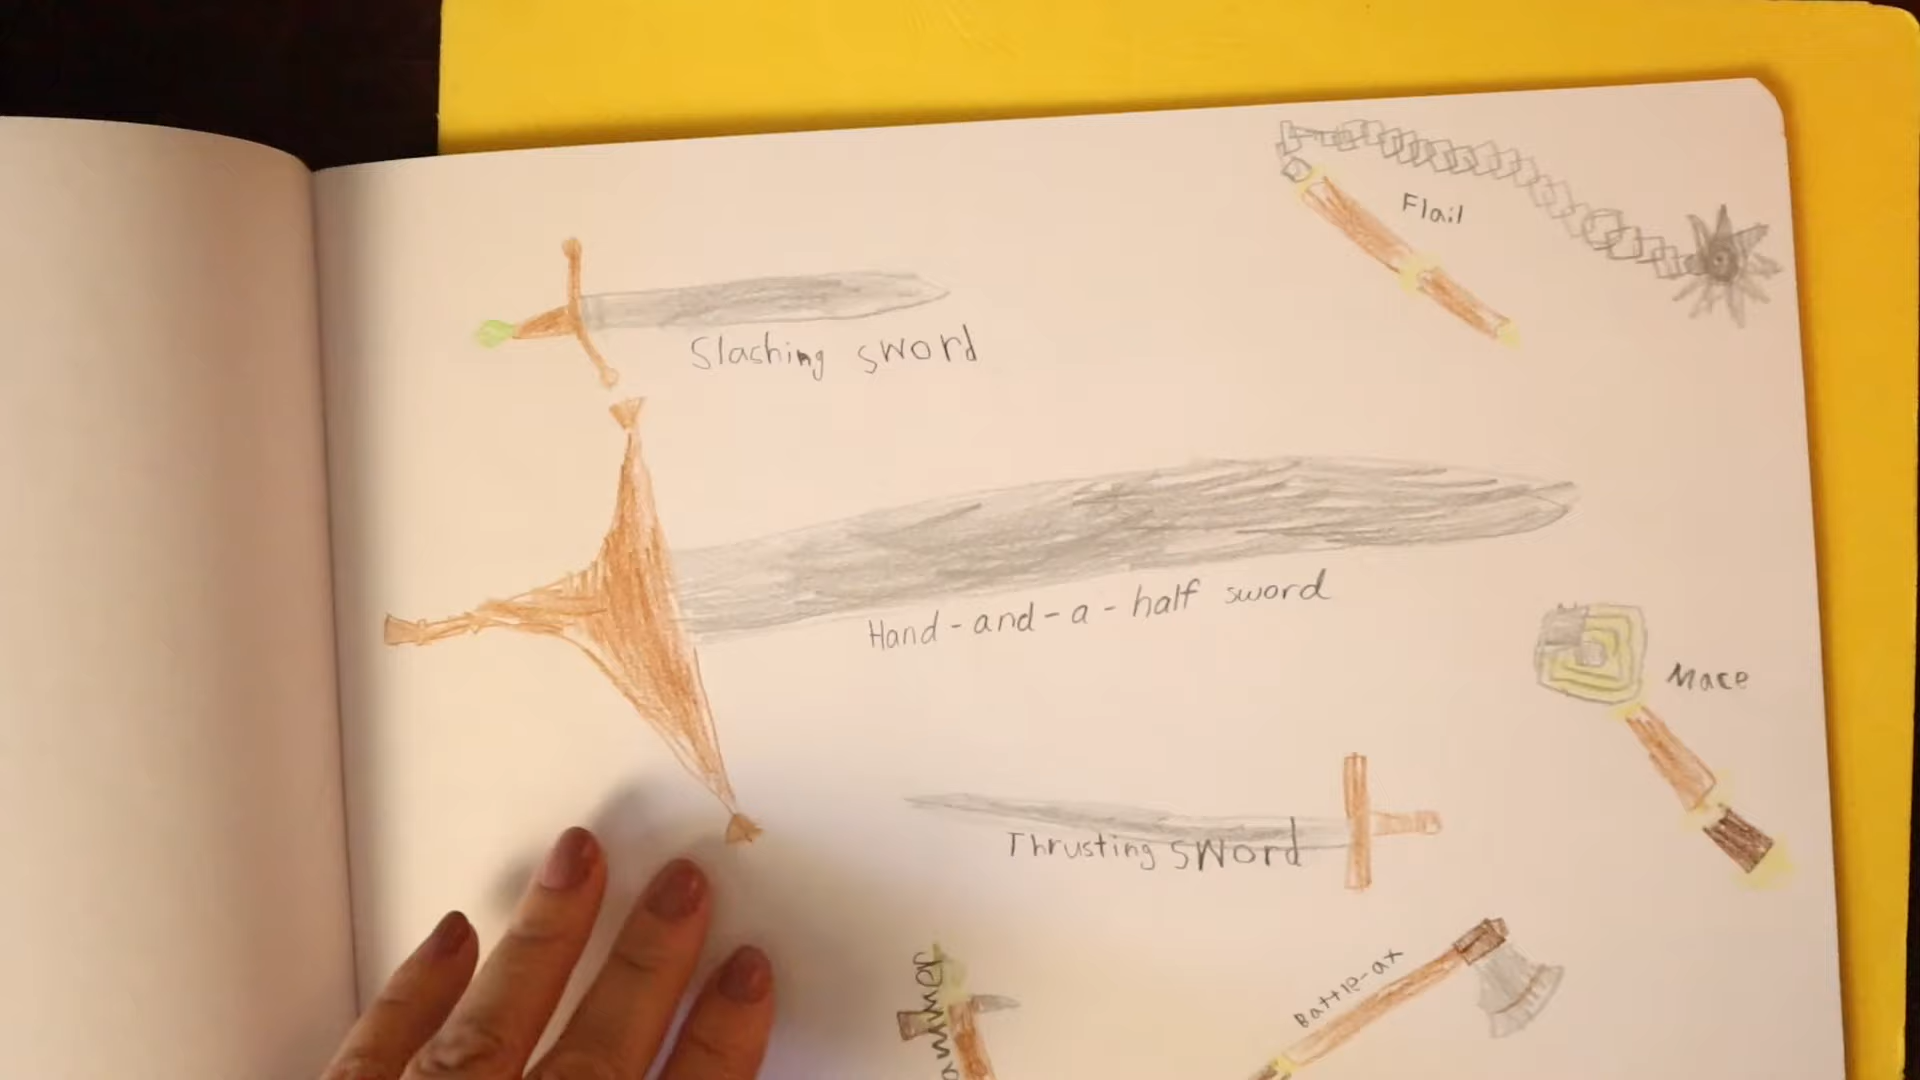 Flail
Slashing sword
Hand-and-a-half sword
Mace
Thrusting sword
Battle-ax